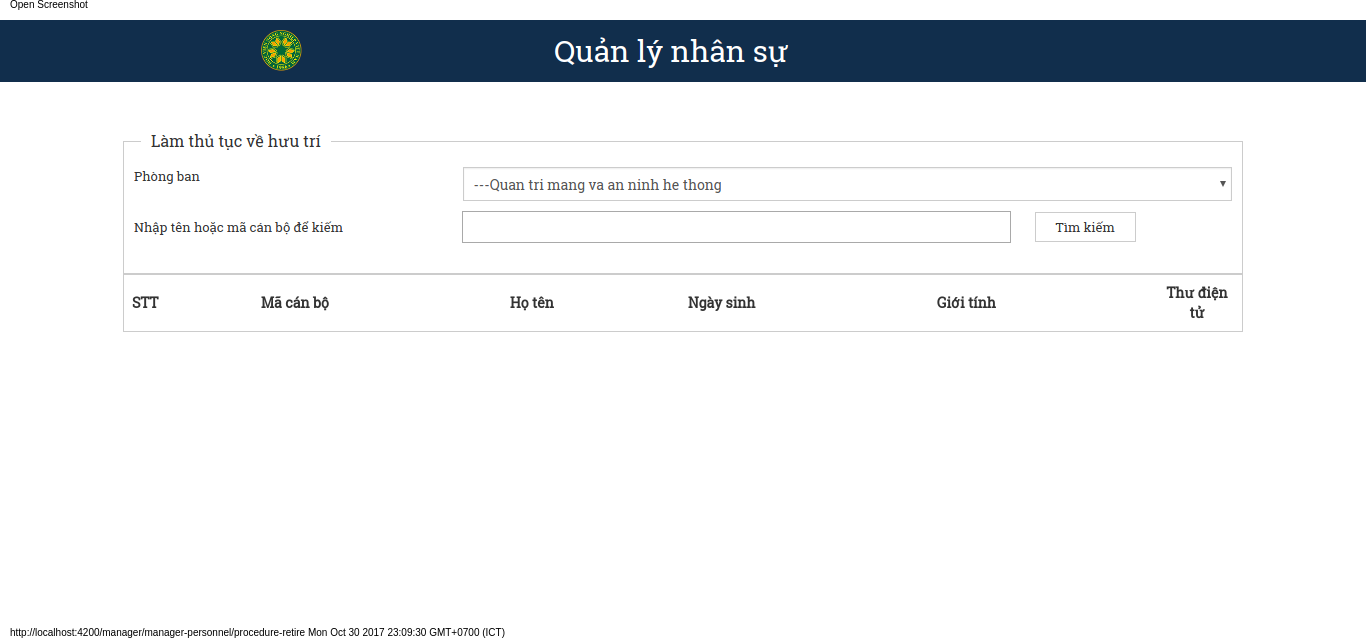 Open Screenshot
Quản lý nhân sự
Làm thủ tục về hưu trí
Phòng ban
---Quan tri mang va an ninh he thong
Nhập tên hoặc mã cán bộ để kiếm
Tìm kiếm
STT Mã cán bộ Họ tên Ngày sinh Giới tính Thư điện
tử
http://localhost:4200/manager/manager-personnel/procedure-retire Mon Oct 30 2017 23:09:30 GMT+0700 (ICT)